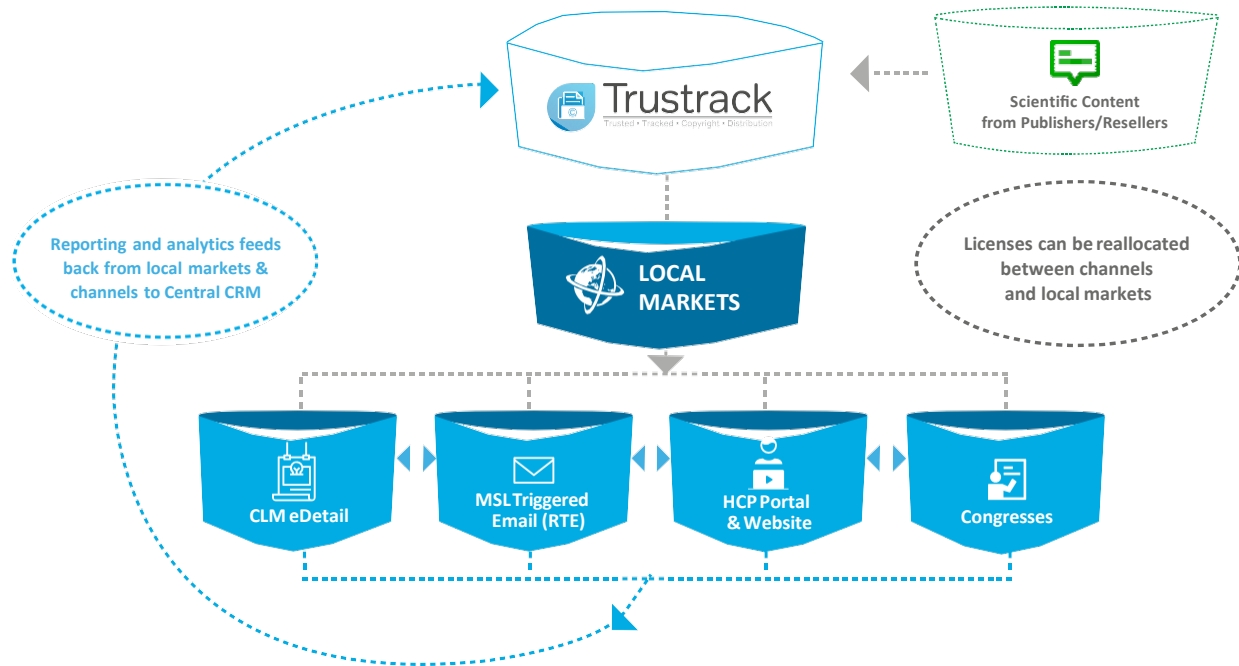 Trustrack
Trusted • Tracked • Copyright • Distribution
©
Scientific Content
from Publishers/Resellers
Reporting and analytics feeds
back from local markets &
channels to Central CRM
LOCAL
MARKETS
Licenses can be reallocated
between channels
and local markets
CLM eDetail
MSL Triggered
Email (RTE)
HCP Portal
& Website
Congresses